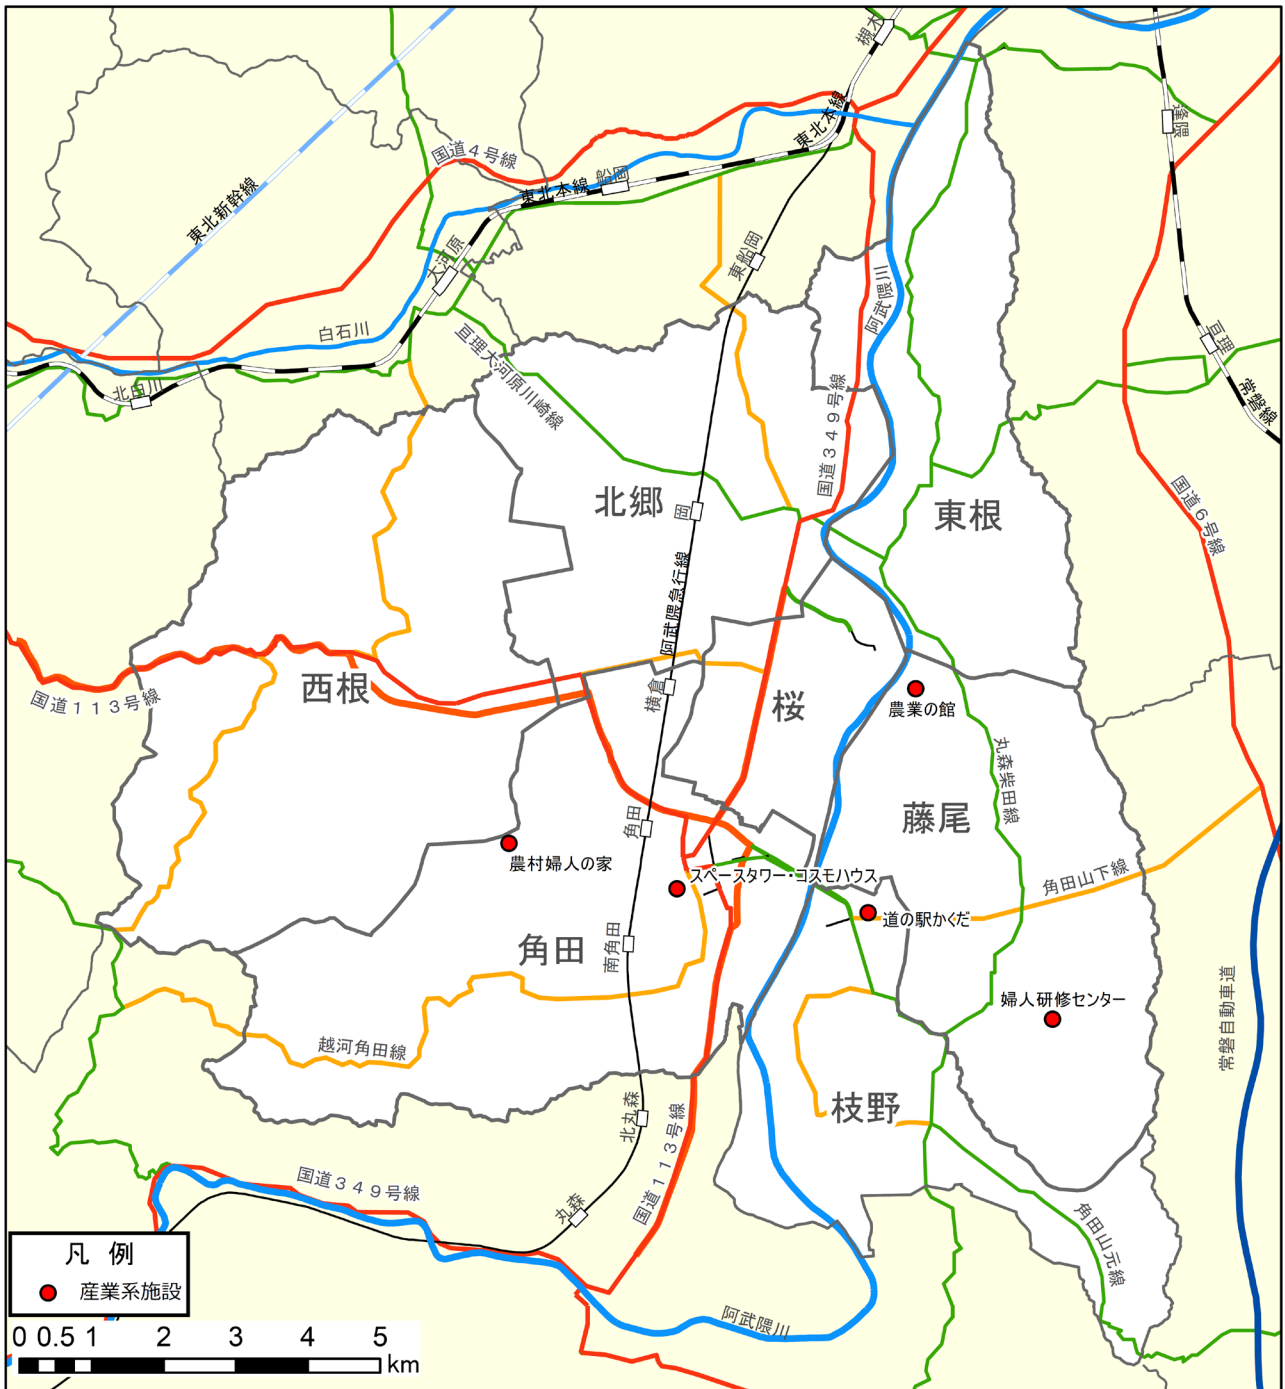 槻木
逢隈
東北本線
国道4号線
東北本線
船岡
東北新幹線
大河原
東船岡
阿武隈川
白石川
亘理
亘理大河原川崎線
北白川
常磐線
国道349号線
国道6号線
北郷
岡
東根
阿武隈急行線
国道113号線
西根
横倉
桜
農業の館
丸森柴田線
藤尾
角田
農村婦人の家
スペースタワー・コスモハウス
角田山下線
道の駅かくだ
南角田
角田
婦人研修センター
常磐自動車道
越河角田線
北丸森
枝野
国道113号線
国道349号線
丸森
角田山元線
阿武隈川
凡 例
産業系施設
0 0.5 1 2 3 4 5
km